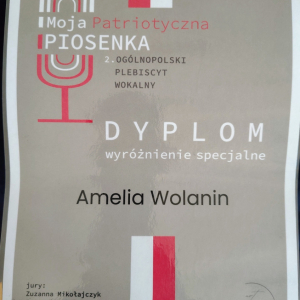 Moja Patriotyczna
PIOSENKA
2.OGÓLNOPOLSKI
PLEBISCYT
WOKALNY
DYPLOM
wyróżnienie specjalne
Amelia Wolanin
jury:
Zuzanna Mikołajczyk